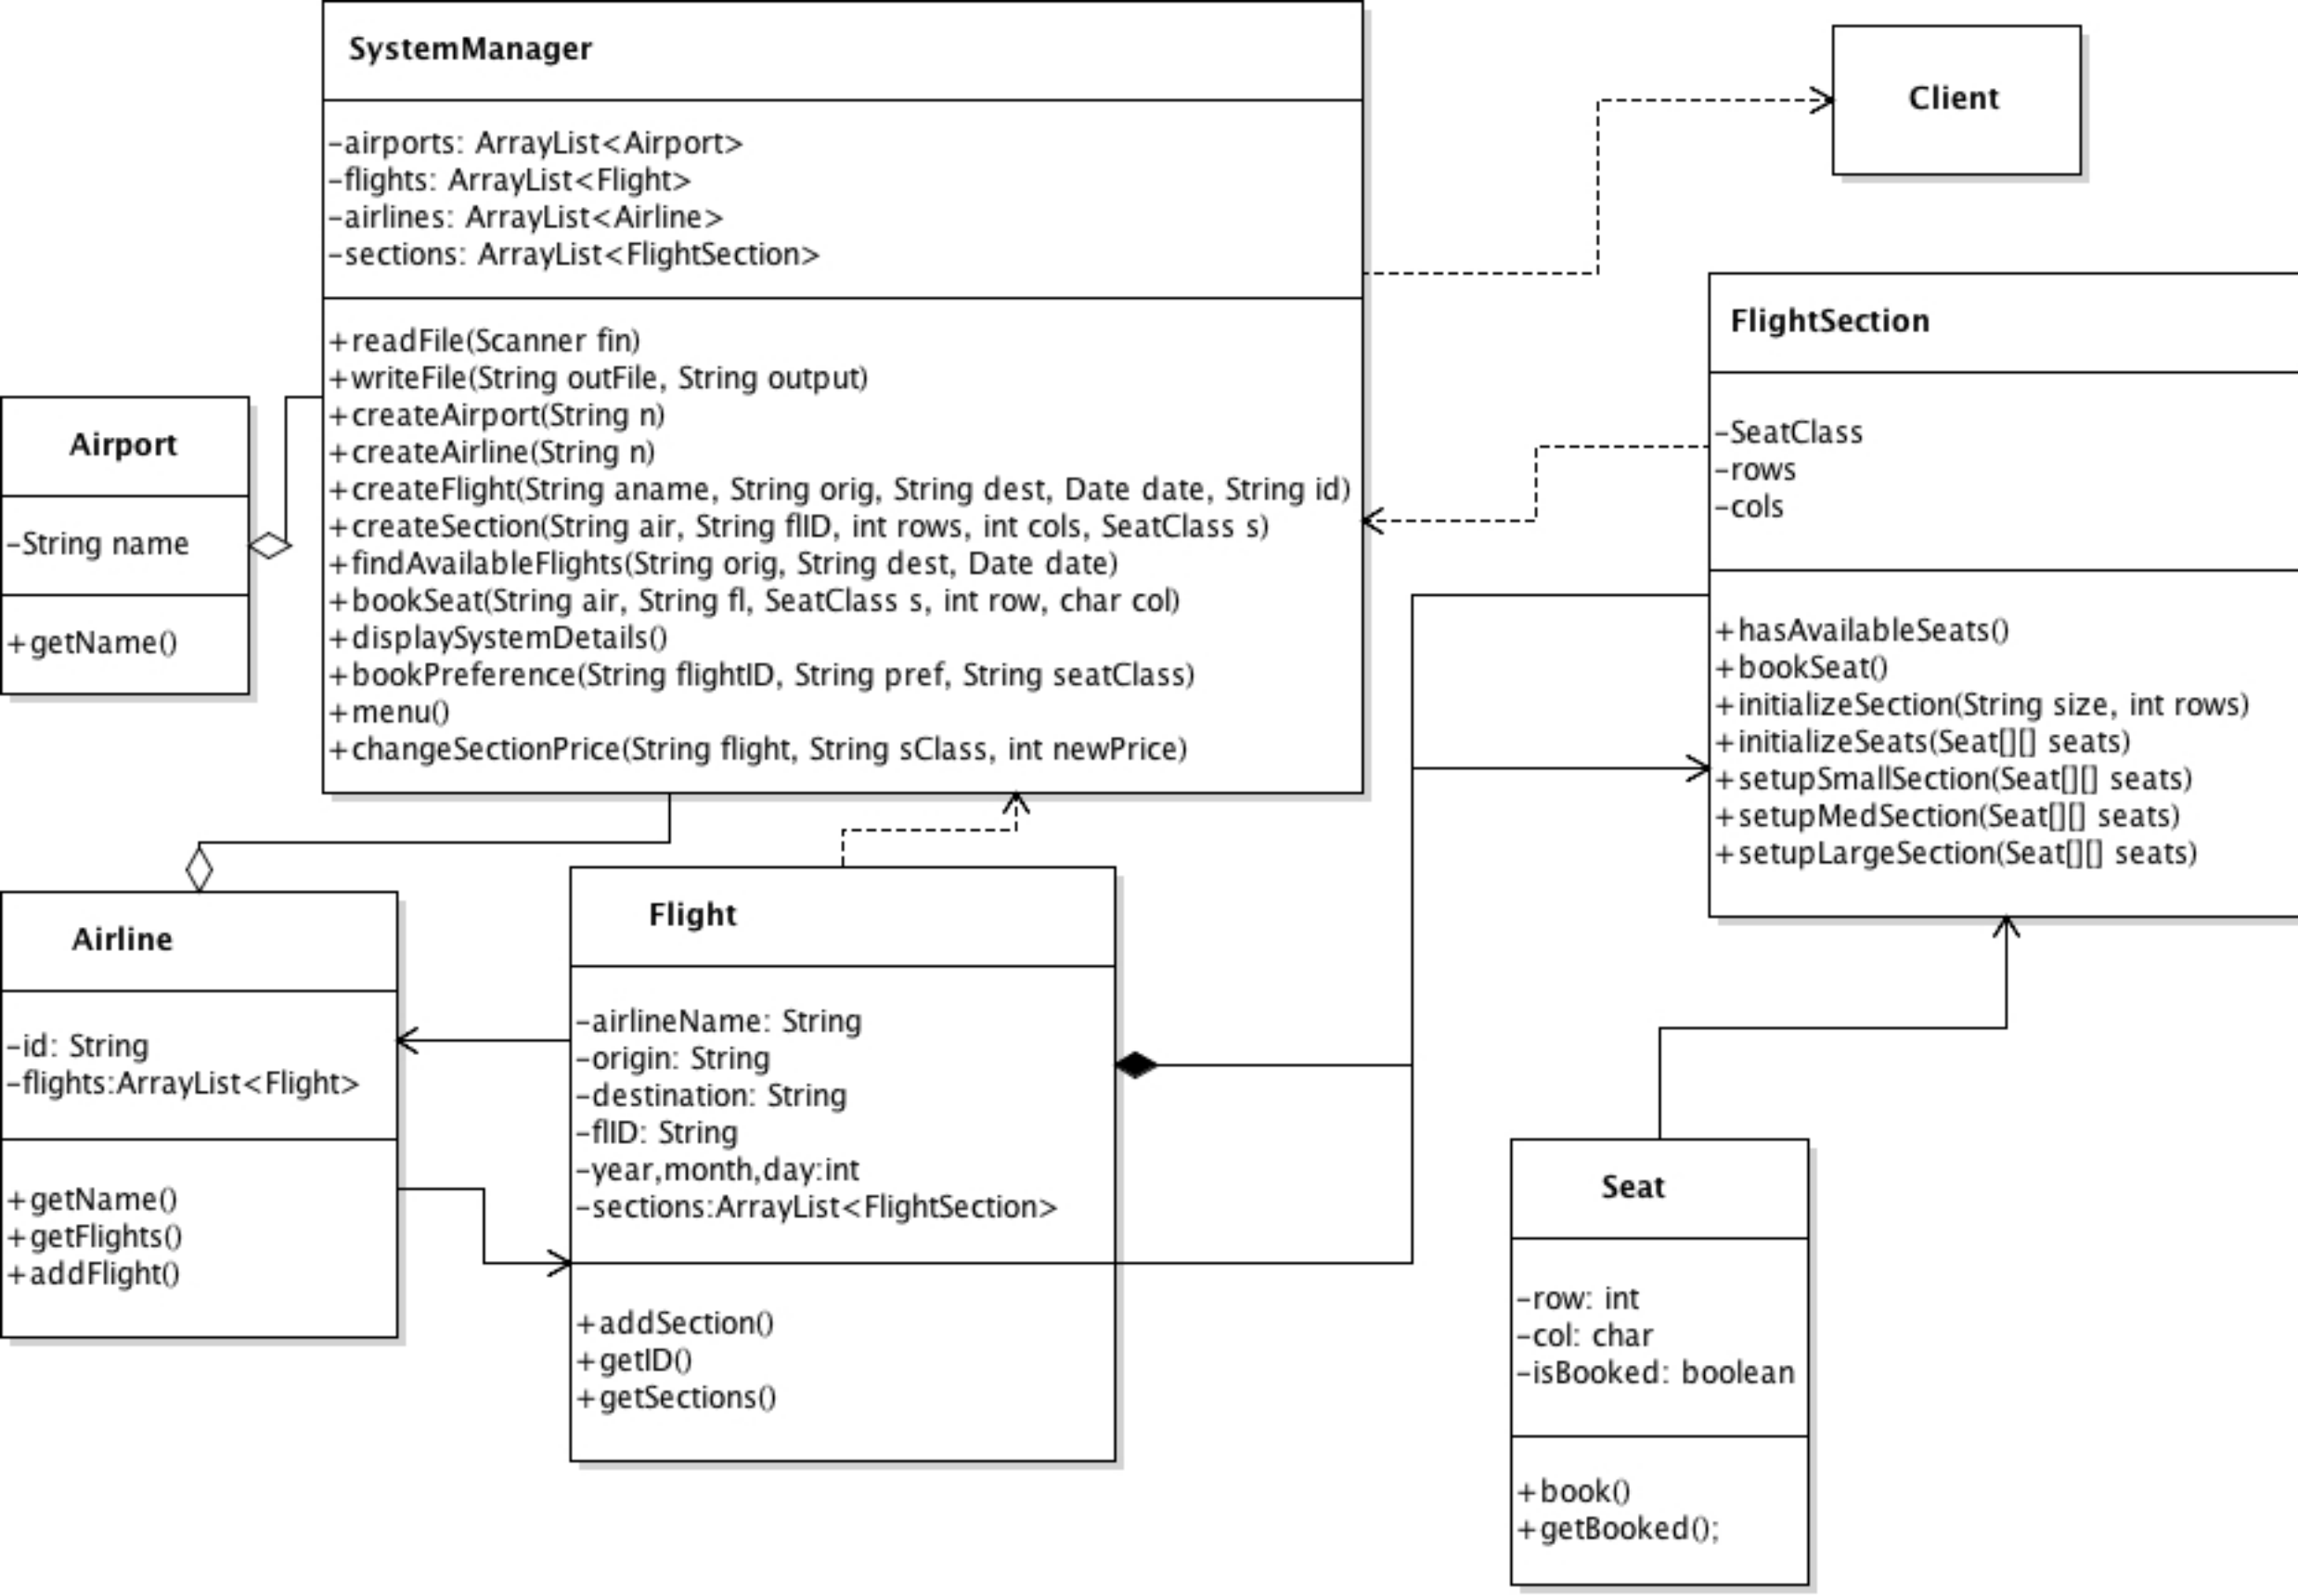 SystemManager
-airports: ArrayList<Airport>
-flights: ArrayList<Flight>
-airlines: ArrayList<Airline>
-sections: ArrayList<FlightSection>
+readFile(Scanner fin)
+writeFile(String outFile, String output)
+createAirport(String n)
+createAirline(String n)
+createFlight(String aname, String orig, String dest, Date date, String id)
+createSection(String air, String flID, int rows, int cols, SeatClass s)
+findAvailableFlights(String orig, String dest, Date date)
+bookSeat(String air, String fl, SeatClass s, int row, char col)
+displaySystemDetails()
+bookPreference(String flightID, String pref, String seatClass)
+menu()
+changeSectionPrice(String flight, String sClass, int newPrice)
Client
FlightSection
-SeatClass
-rows
-cols
+hasAvailableSeats()
+bookSeat()
+initializeSection(String size, int rows)
+initializeSeats(Seat[][] seats)
+setupSmallSection(Seat[][] seats)
+setupMedSection(Seat[][] seats)
+setupLargeSection(Seat[][] seats)
Airport
-String name
+getName()
Airline
-id: String
-flights:ArrayList<Flight>
+getName()
+getFlights()
+addFlight()
Flight
-airlineName: String
-origin: String
-destination: String
-flID: String
-year,month,day:int
-sections:ArrayList<FlightSection>
+addSection()
+getID()
+getSections()
Seat
-row: int
-col: char
-isBooked: boolean
+book()
+getBooked();